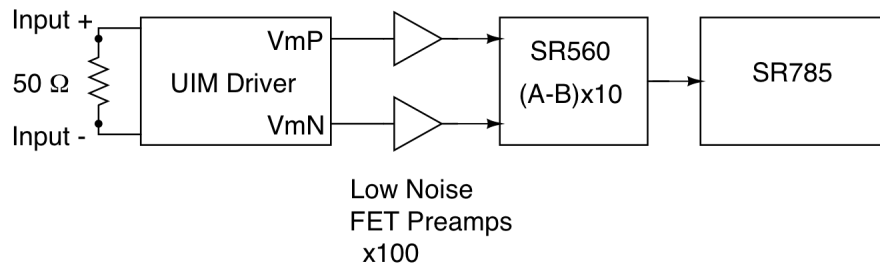 Input +
50 Ω
Input -
UIM Driver
VmP
VmN
Low Noise
FET Preamps
x100
SR560
(A-B)x10
SR785